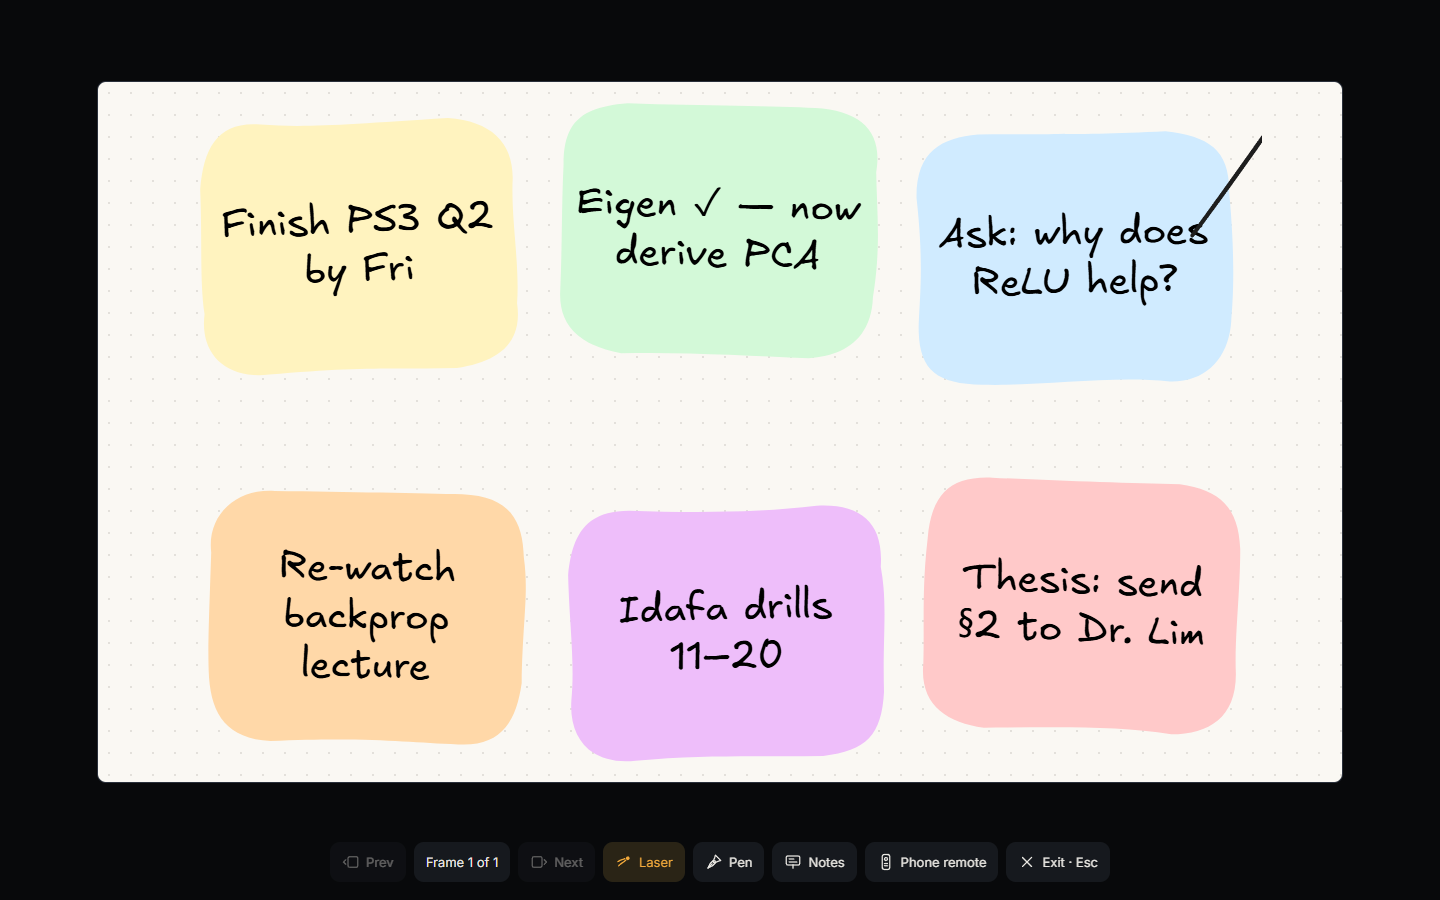 Finish PS3 Q2
by Fri
Eigen ✓ — now
derive PCA
Ask: why does
ReLU help?
Re-watch
backprop
lecture
Idafa drills
11–20
Thesis: send
§2 to Dr. Lim
Prev
Frame 1 of 1
Next
Laser
Pen
Notes
Phone remote
Exit · Esc